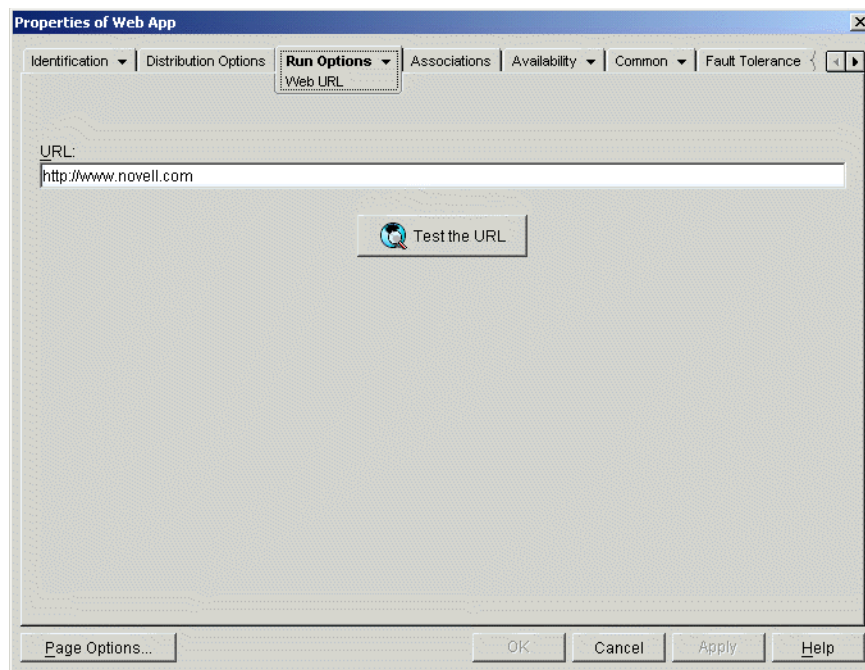 Properties of Web App
Identification Distribution Options Run Options Associations Availability Common Fault Tolerance
Web URL
URL:
http://www.novell.com
Test the URL
Page Options... OK Cancel Apply Help